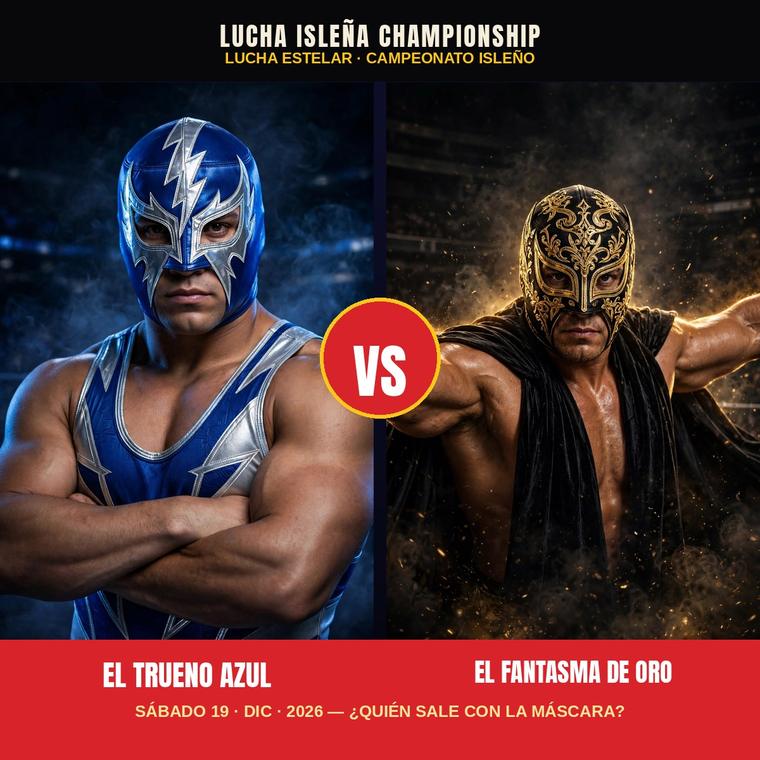 LUCHA ISLEÑA CHAMPIONSHIP
LUCHA ESTELAR · CAMPEONATO ISLEÑO
VS
EL TRUENO AZUL
EL FANTASMA DE ORO
SÁBADO 19 · DIC · 2026 — ¿QUIÉN SALE CON LA MÁSCARA?